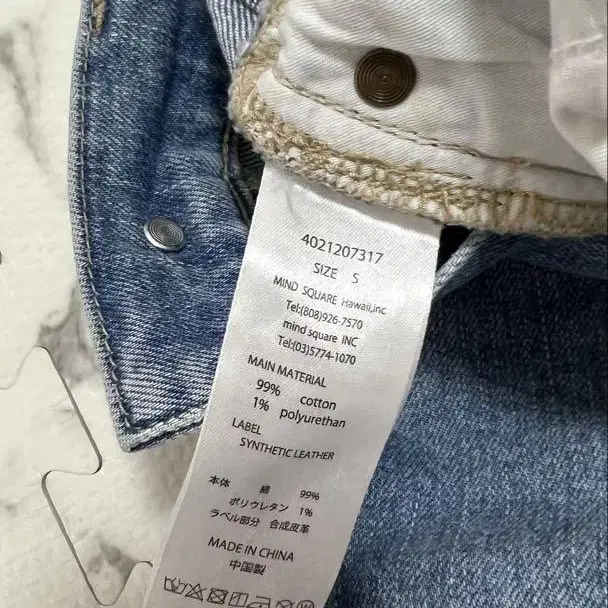 4021207317
SIZE S
MIND SQUARE Hawaii,inc
Tel:(808)926-7570
mind square INC
Tel:(03)5774-1070
MAIN MATERIAL
99% cotton
1% polyurethan
LABEL
SYNTHETIC LEATHER
本体 綿 99%
ポリウレタン 1%
ラベル部分 合成皮革
MADE IN CHINA
中国製